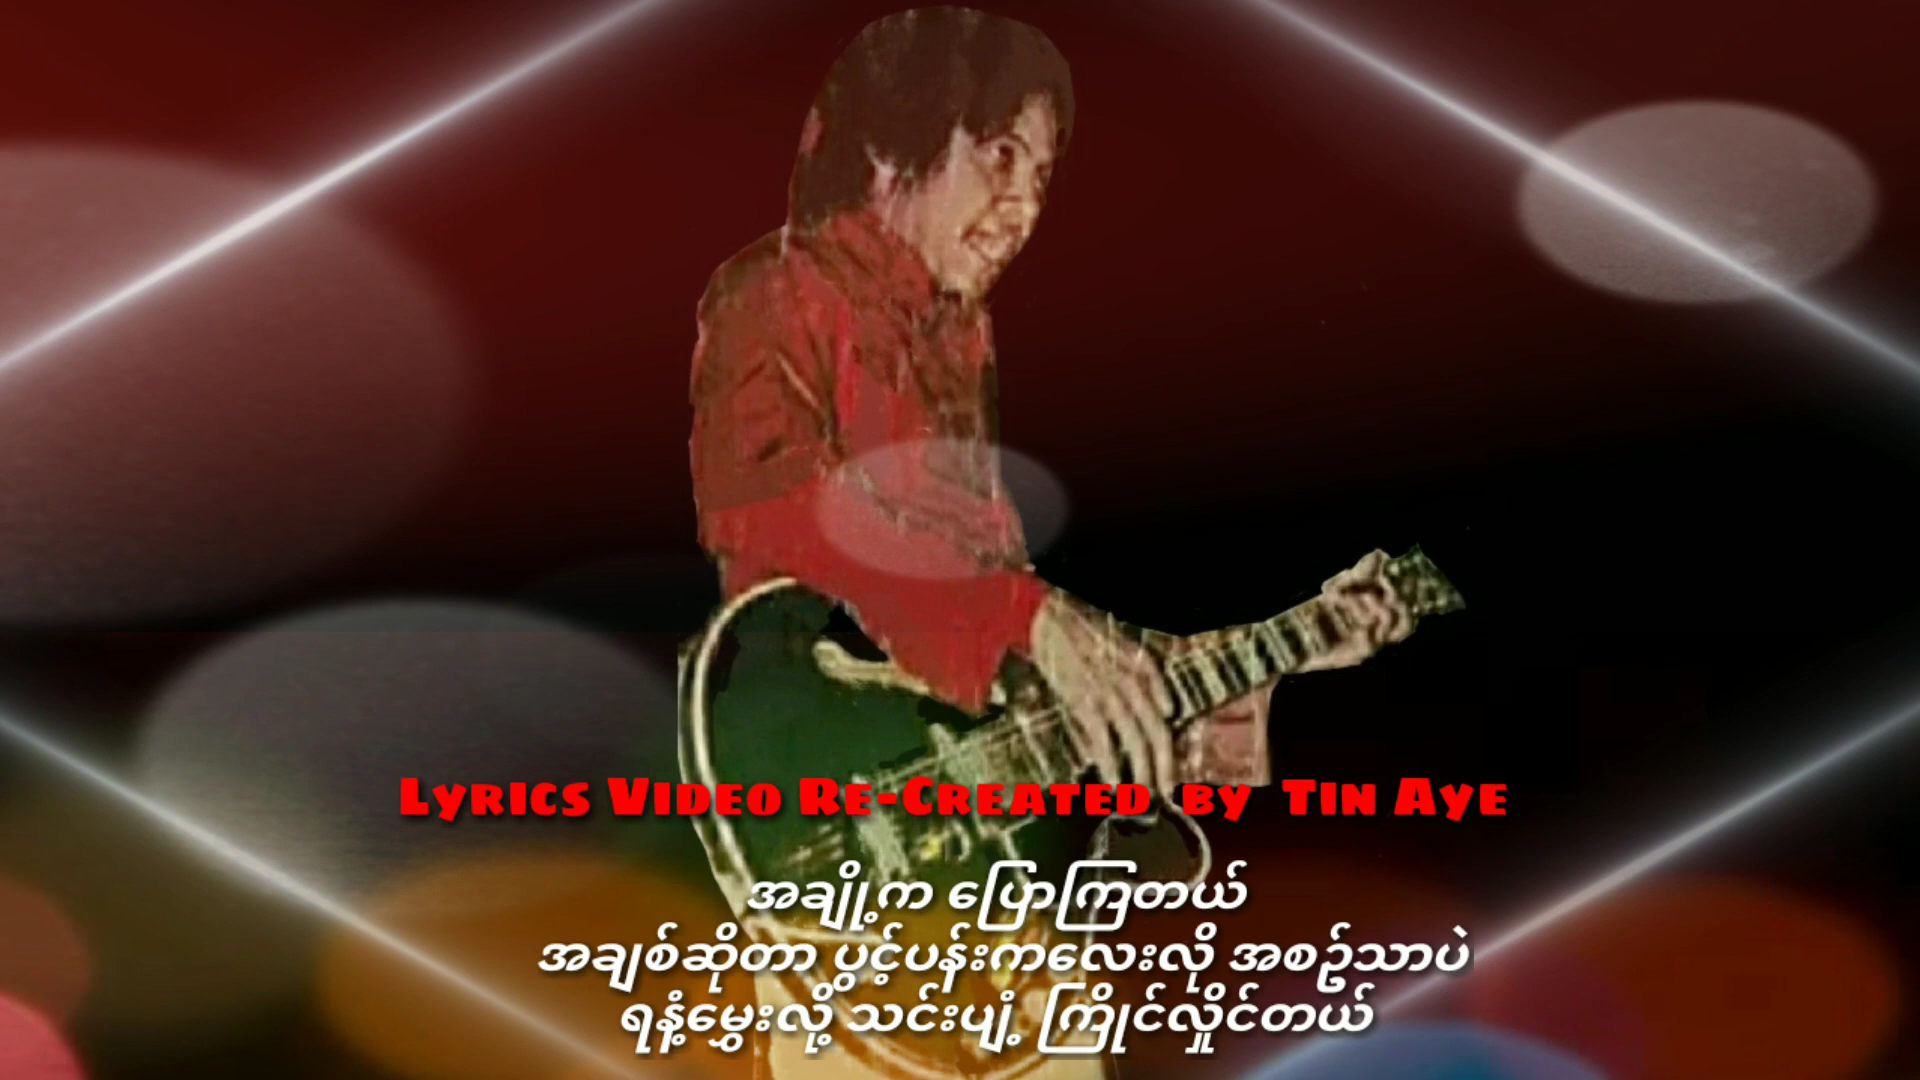 Lyrics Video Re-Created by Tin Aye
အချို့က ပြောကြတယ်
အချစ်ဆိုတာ ပွင့်ပန်းကလေးလို အစဥ်သာပဲ
ရနံ့မွှေးလို့ သင်းပျံ့ ကြိုင်လှိုင်တယ်